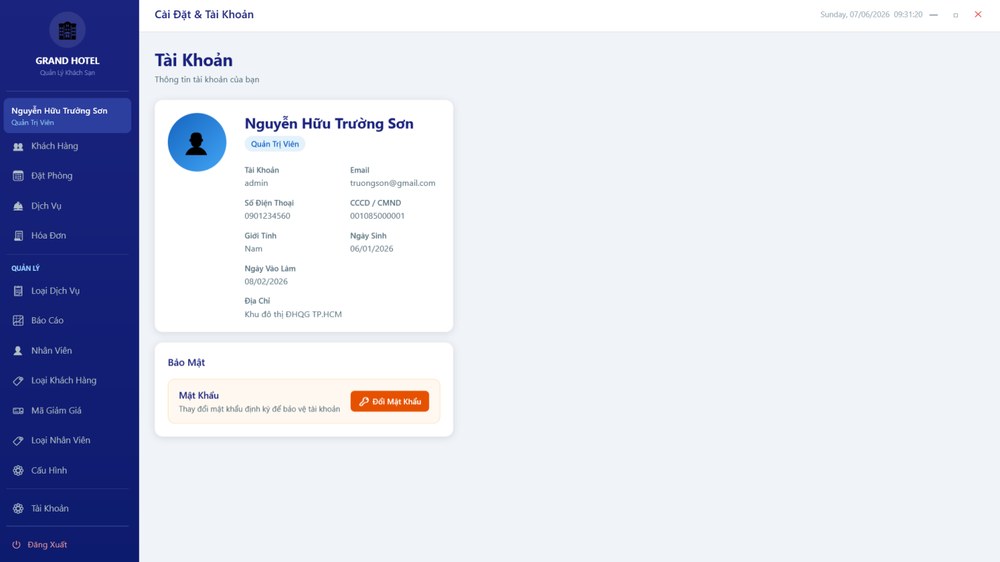 GRAND HOTEL
Quản Lý Khách Sạn
Nguyễn Hữu Trường Sơn
Quản Trị Viên
Khách Hàng
Đặt Phòng
Dịch Vụ
Hóa Đơn
QUẢN LÝ
Loại Dịch Vụ
Báo Cáo
Nhân Viên
Loại Khách Hàng
Mã Giảm Giá
Loại Nhân Viên
Cấu Hình
Tài Khoản
Đăng Xuất
Cài Đặt & Tài Khoản
Sunday, 07/06/2026 09:31:20
Tài Khoản
Thông tin tài khoản của bạn
Nguyễn Hữu Trường Sơn
Quản Trị Viên
Tài Khoản Email
admin truongson@gmail.com
Số Điện Thoại CCCD / CMND
0901234560 001085000001
Giới Tính Ngày Sinh
Nam 06/01/2026
Ngày Vào Làm
08/02/2026
Địa Chỉ
Khu đô thị ĐHQG TP.HCM
Bảo Mật
Mật Khẩu
Thay đổi mật khẩu định kỳ để bảo vệ tài khoản
Đổi Mật Khẩu